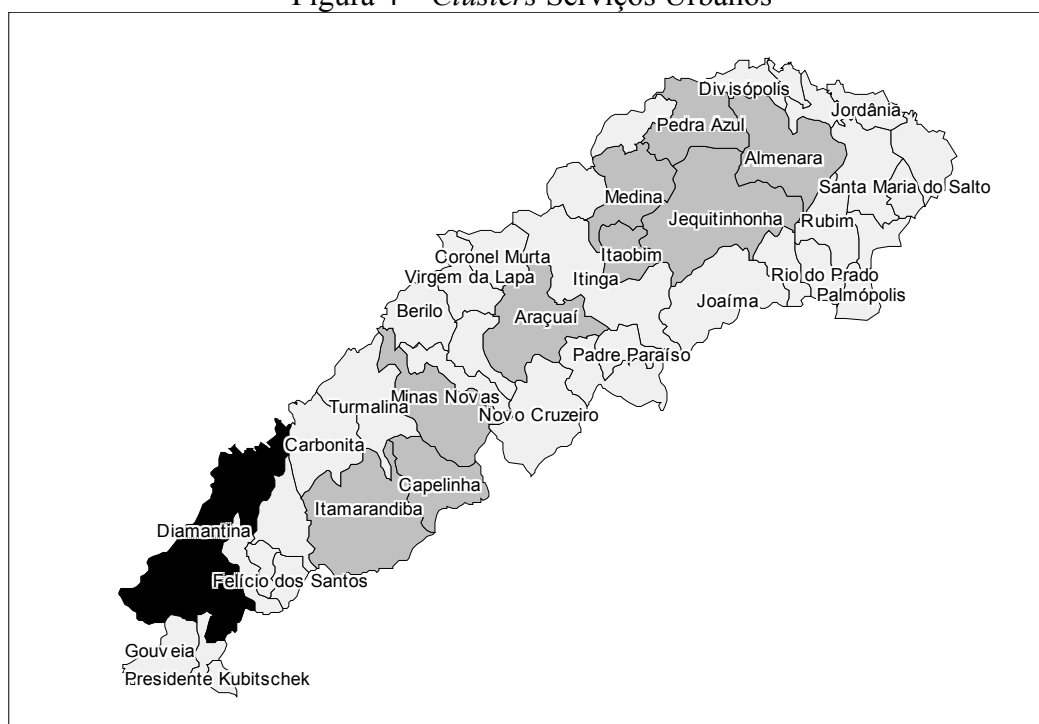 Figura 4 – Clusters Serviços Urbanos
Divisópolis
Jordânia
Pedra Azul
Almenara
Medina
Santa Maria do Salto
Jequitinhonha
Rubim
Coronel Murta
Itaobim
Virgem da Lapa
Itinga
Rio do Prado
Joaíma
Palmópolis
Berilo
Araçuaí
Padre Paraíso
Minas Novas
Turmalina
Novo Cruzeiro
Carbonita
Capelinha
Itamarandiba
Diamantina
Felício dos Santos
Gouveia
Presidente Kubitschek